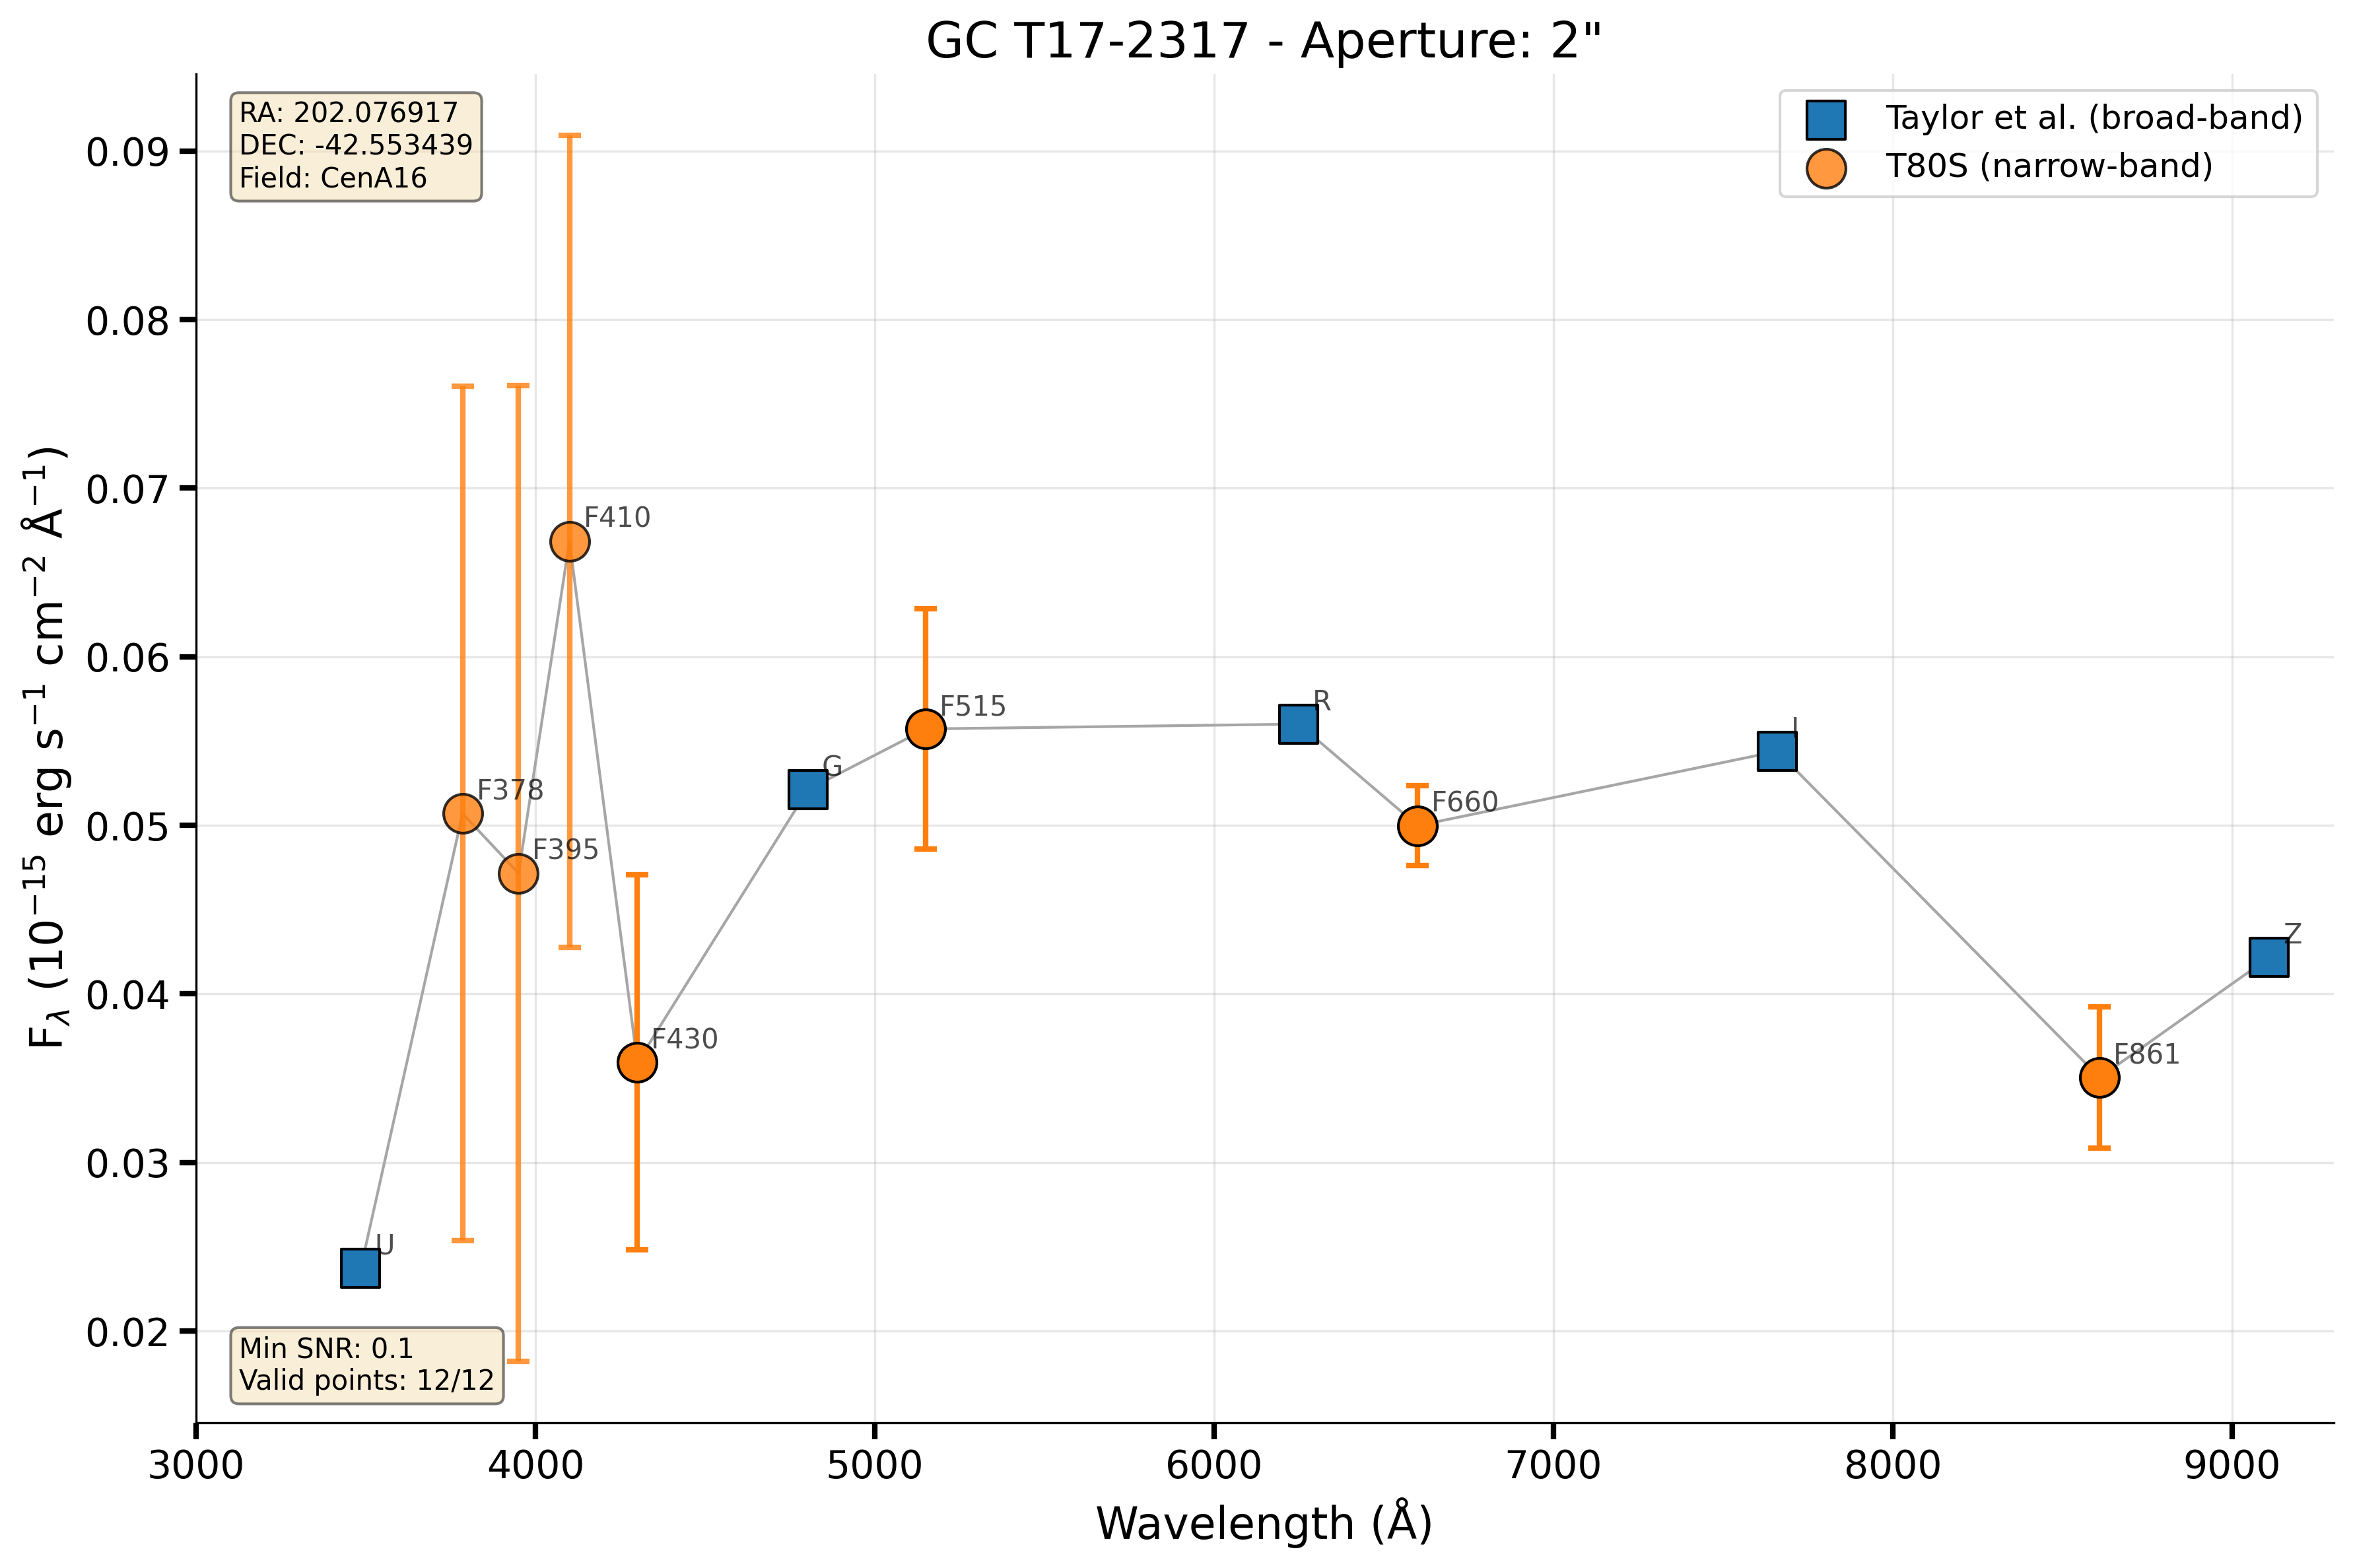 GC T17-2317 - Aperture: 2"
RA: 202.076917
DEC: -42.553439
Field: CenA16
Taylor et al. (broad-band)
T80S (narrow-band)
0.09
0.08
0.07
0.06
0.05
0.04
0.03
0.02
F_λ (10⁻¹⁵ erg s⁻¹ cm⁻² Å⁻¹)
F410
F378
F395
F430
G
F515
R
F660
I
F861
Z
U
Min SNR: 0.1
Valid points: 12/12
3000 4000 5000 6000 7000 8000 9000
Wavelength (Å)